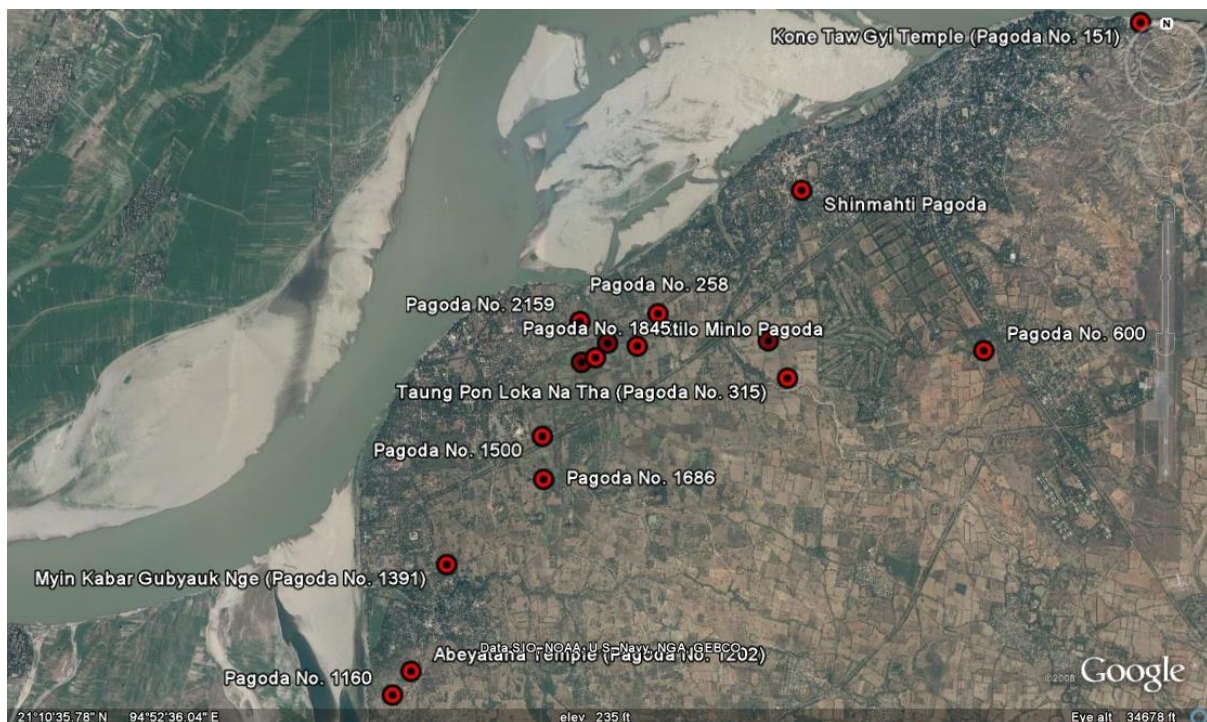 Kone Taw Gyi Temple (Pagoda No. 151)
N
Shinmahti Pagoda
Pagoda No. 258
Pagoda No. 2159
Pagoda No. 1845
tilo Minlo Pagoda
Pagoda No. 600
Taung Pon Loka Na Tha (Pagoda No. 315)
Pagoda No. 1500
Pagoda No. 1686
Myin Kabar Gubyauk Nge (Pagoda No. 1391)
Data SIO, NOAA, U.S. Navy, NGA, GEBCO
Abeyatana Temple (Pagoda No. 1202)
Pagoda No. 1160
©2008 Google
21°10'35.78" N 94°52'36.04" E elev 235 ft Eye alt 34678 ft